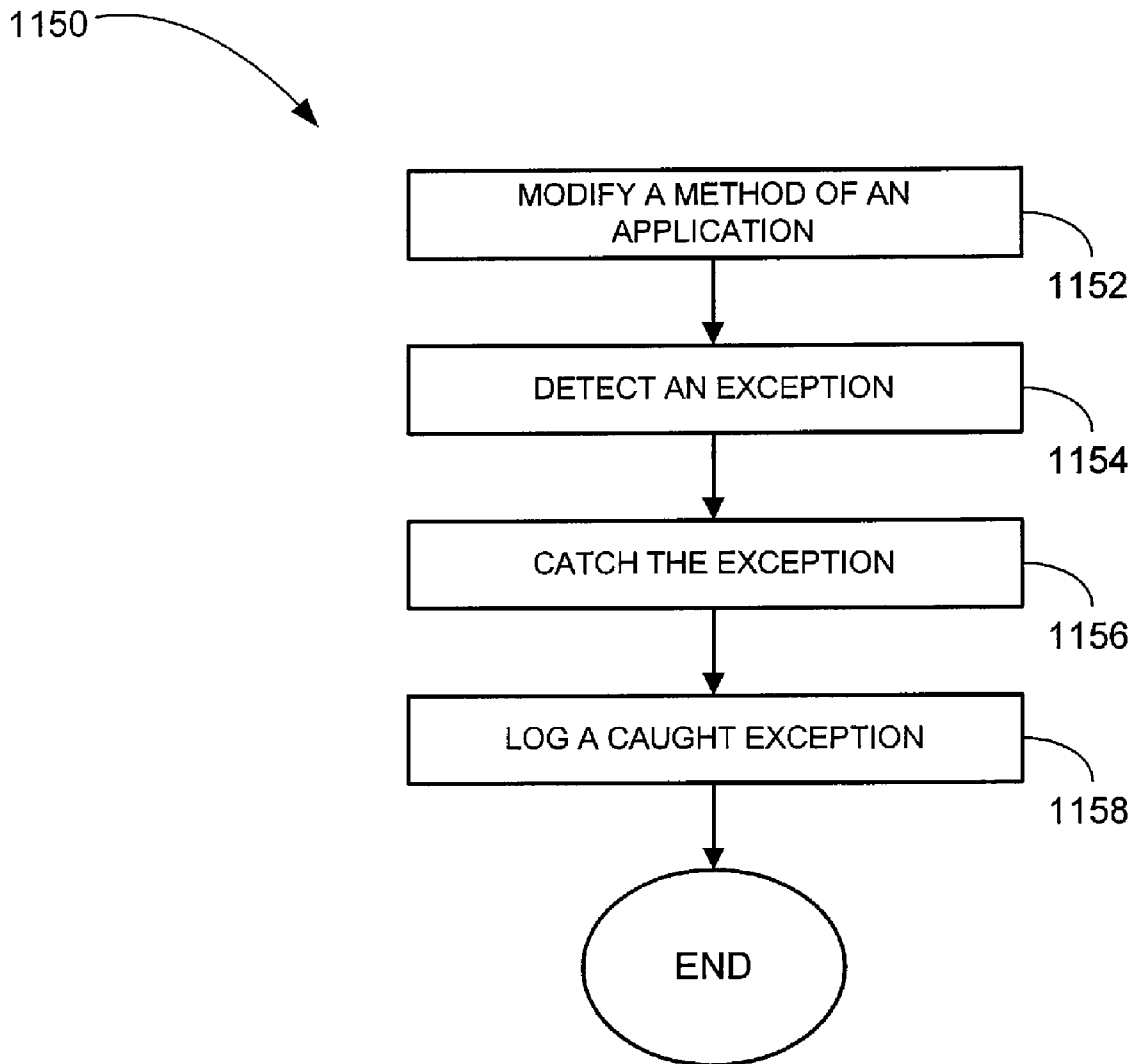 1150
MODIFY A METHOD OF AN
APPLICATION
1152
DETECT AN EXCEPTION
1154
CATCH THE EXCEPTION
1156
LOG A CAUGHT EXCEPTION
1158
END